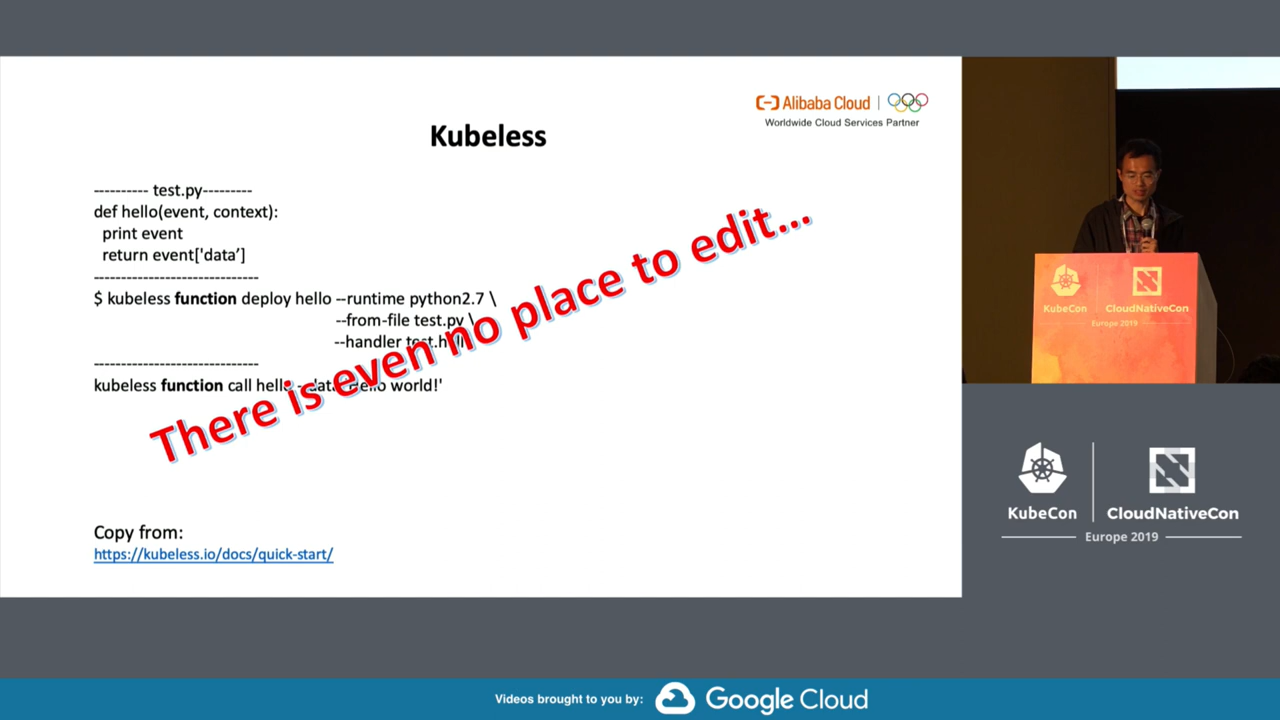 Alibaba Cloud
Worldwide Cloud Services Partner
Kubeless
---------- test.py---------
def hello(event, context):
print event
return event['data']
------------------------------
$ kubeless function deploy hello --runtime python2.7 \
--from-file test.py \
--handler
------------------------------
kubeless function call hello world!'
There is even no place to edit...
Copy from:
https://kubeless.io/docs/quick-start/
KubeCon
CloudNativeCon
Europe 2019
KubeCon
CloudNativeCon
Europe 2019
Videos brought to you by:
Google Cloud